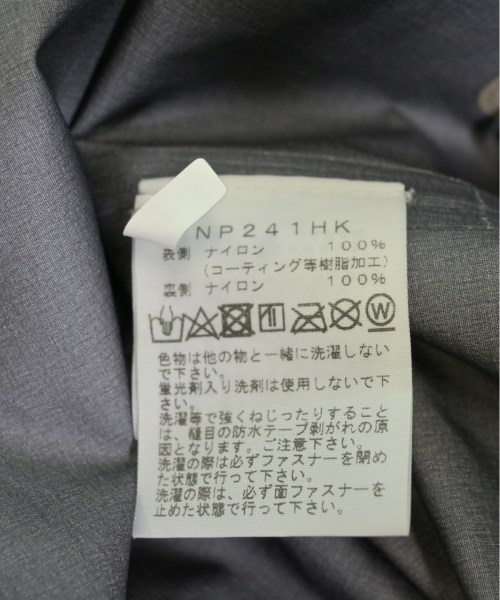 NP241HK
表側 ナイロン 100%
(コーティング等樹脂加工)
裏側 ナイロン 100%
W
色物は他の物と一緒に洗濯しない
で下さい。
蛍光剤入り洗剤は使用しないで下
さい。
洗濯等で強くねじったりすること
は、縫目の防水テープ剥がれの原
因となります。ご注意下さい。
洗濯の際は必ずファスナーを閉め
た状態で行って下さい。
洗濯の際は、必ず面ファスナーを
止めた状態で行って下さい。